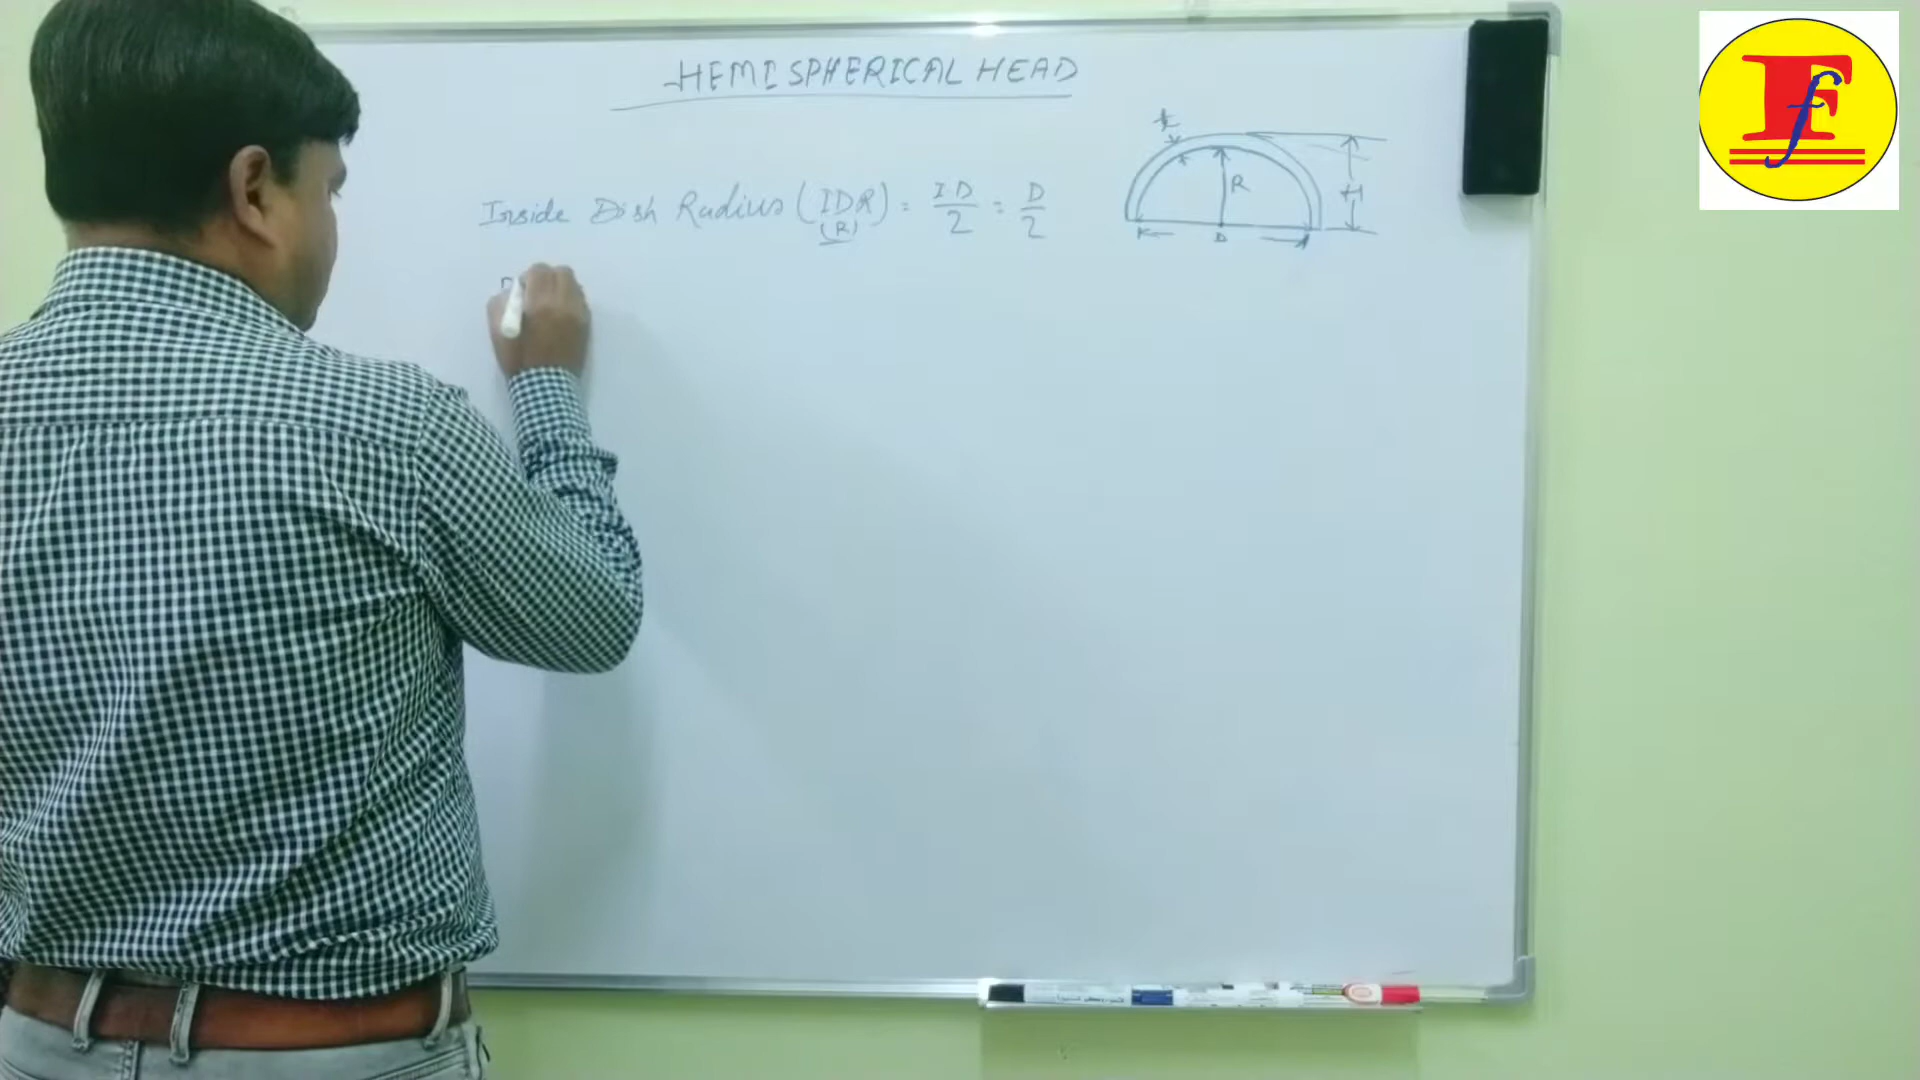 HEMISPHERICAL HEAD
Inside Dish Radius (IDR) = ID/2 = D/2
(R)
t
R
H
D
F f